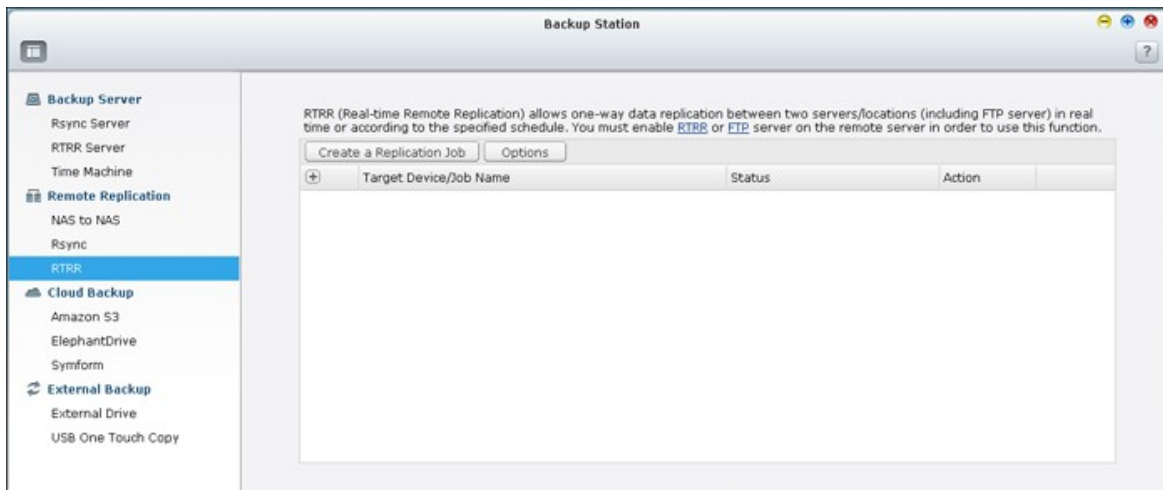 Backup Station
?
Backup Server
Rsync Server
RTRR Server
Time Machine
Remote Replication
NAS to NAS
Rsync
RTRR
Cloud Backup
Amazon S3
ElephantDrive
Symform
External Backup
External Drive
USB One Touch Copy
RTRR (Real-time Remote Replication) allows one-way data replication between two servers/locations (including FTP server) in real
time or according to the specified schedule. You must enable RTRR or FTP server on the remote server in order to use this function.
Create a Replication Job Options
Target Device/Job Name Status Action